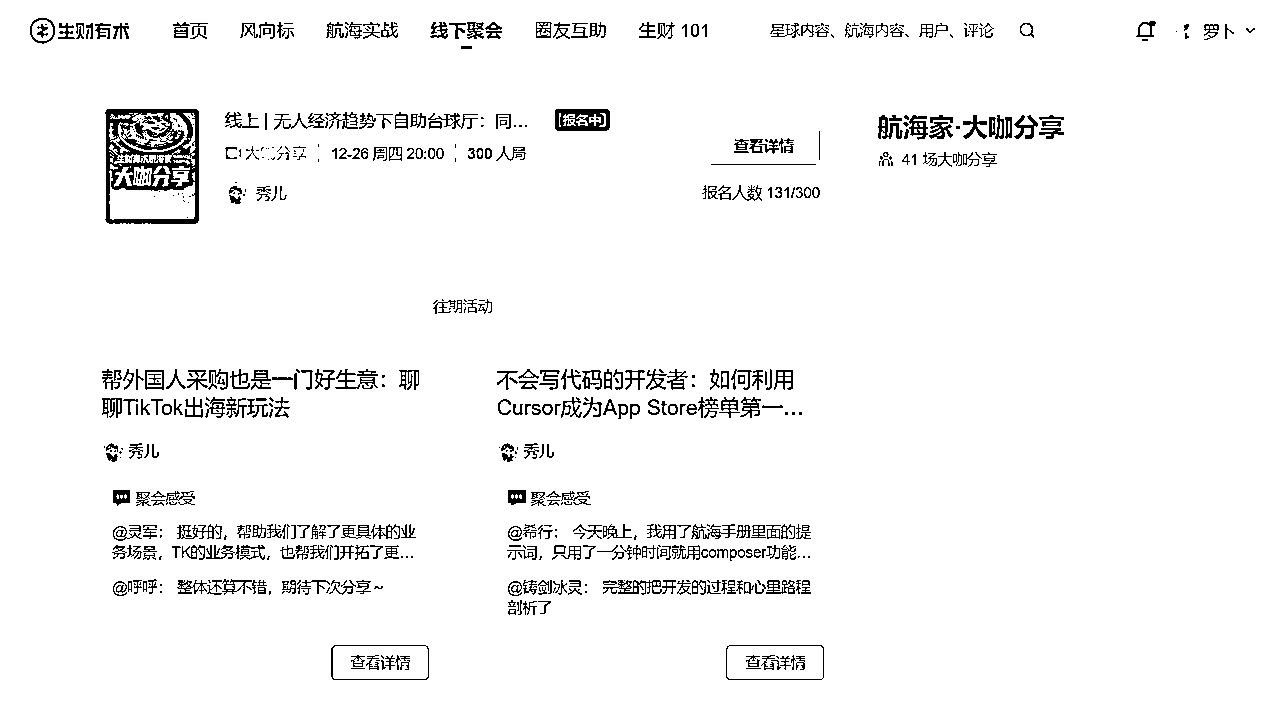 生财有术 首页 风向标 航海实战 线下聚会 圈友互助 生财 101 星球内容、航海内容、用户、评论 罗卜
线上 | 无人经济趋势下自助台球厅：同... [报名中]
大咖分享 12-26 周四 20:00 300 人局
秀儿
大咖分享
查看详情
报名人数 131/300
航海家·大咖分享
41 场大咖分享
往期活动
帮外国人采购也是一门好生意：聊
聊TikTok出海新玩法
秀儿
聚会感受
@灵军： 挺好的，帮助我们了解了更具体的业
务场景，TK的业务模式，也帮我们开拓了更...
@呼呼： 整体还算不错，期待下次分享～
查看详情
不会写代码的开发者：如何利用
Cursor成为App Store榜单第一...
秀儿
聚会感受
@希行： 今天晚上，我用了航海手册里面的提
示词，只用了一分钟时间就用composer功能...
@铸剑冰灵： 完整的把开发的过程和心里路程
剖析了
查看详情